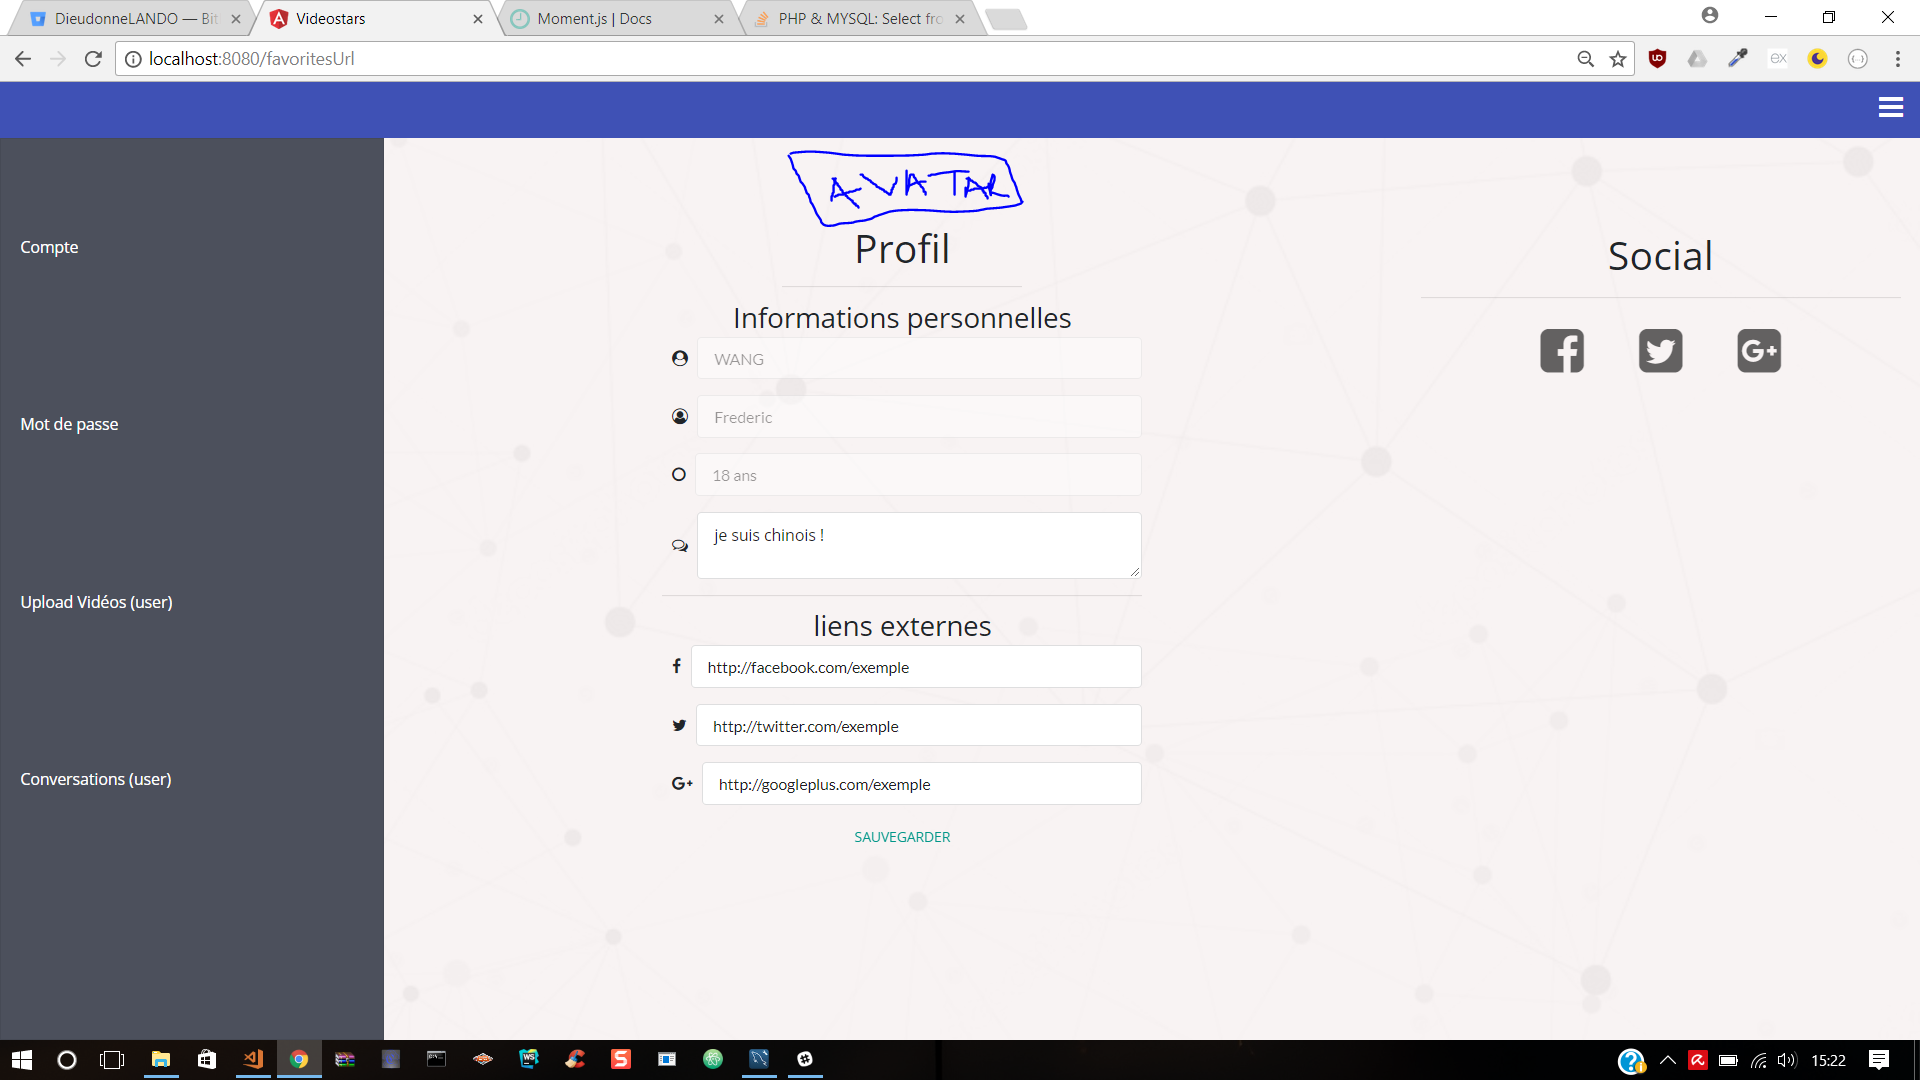 DieudonneLANDO — Bit
Videostars
Moment.js | Docs
PHP & MYSQL: Select fro
localhost:8080/favoritesUrl
AVATAR
Profil
Social
Compte
Mot de passe
Upload Vidéos (user)
Conversations (user)
Informations personnelles
WANG
Frederic
18 ans
je suis chinois !
liens externes
http://facebook.com/exemple
http://twitter.com/exemple
G+ http://googleplus.com/exemple
SAUVEGARDER
15:22